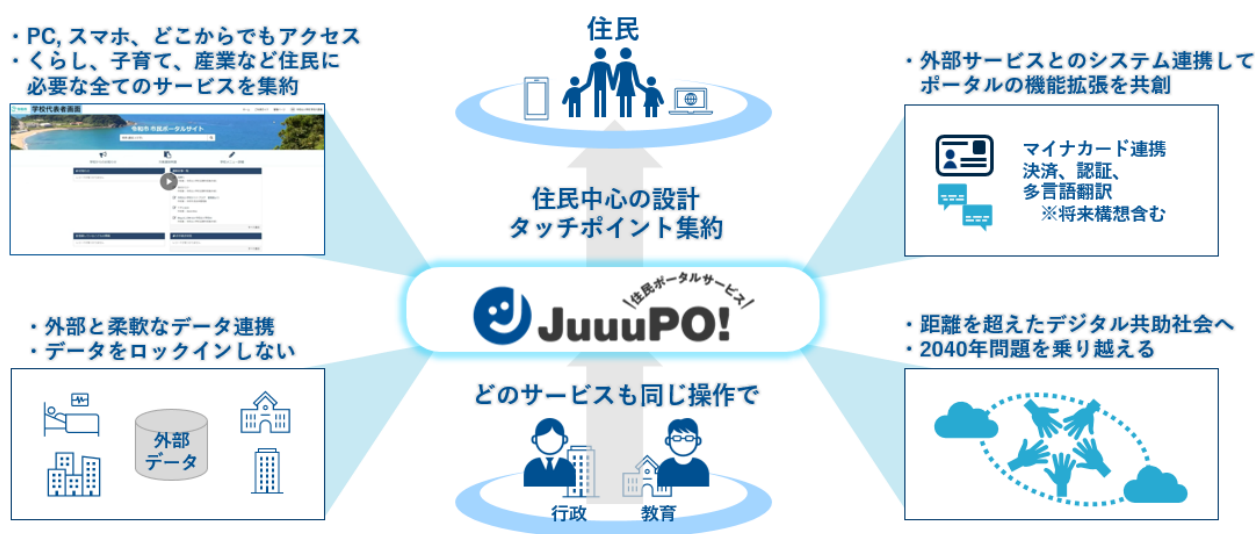 ・PC, スマホ、どこからでもアクセス
・くらし、子育て、産業など住民に
必要な全てのサービスを集約
学校代表者画面
令和市 市民ポータルサイト
住民
・外部サービスとのシステム連携して
ポータルの機能拡張を共創
マイナカード連携
決済、認証、
多言語翻訳
※将来構想含む
住民中心の設計
タッチポイント集約
\住民ポータルサービス/
JuuuPO!
・外部と柔軟なデータ連携
・データをロックインしない
外部
データ
どのサービスも同じ操作で
行政
教育
・距離を超えたデジタル共助社会へ
・2040年問題を乗り越える